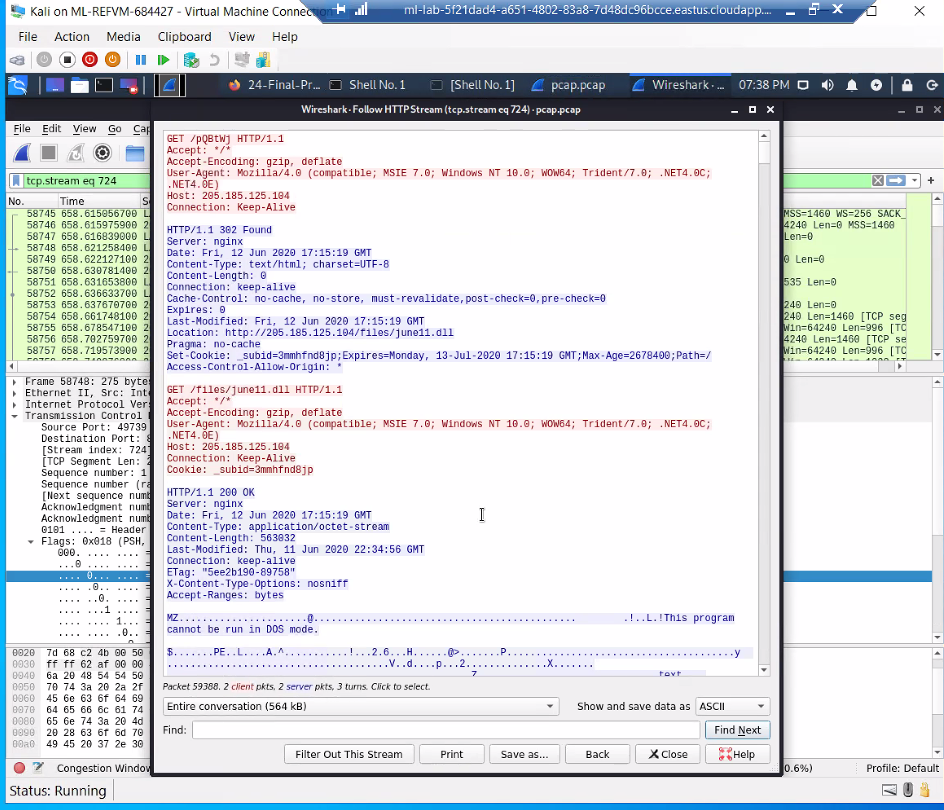 Kali on ML-REFVM-684427 - Virtual Machine Connec
ml-lab-5f21dad4-a651-4802-83a8-7d48dc96bcce.eastus.cloudapp....
File Action Media Clipboard View Help
24-Final-Pr... Shell No. 1 [Shell No. 1] pcap.pcap Wireshark · ... 07:38 PM
Wireshark · Follow HTTP Stream (tcp.stream eq 724) · pcap.pcap
File Edit View Go Cap
tcp.stream eq 724
No. Time
58745 658.615056700
58746 658.615975900
58747 658.616839000
58748 658.621258400
58749 658.622127100
58750 658.630781400
58751 658.631653800
58752 658.636633700
58753 658.637670700
58754 658.661748100
58755 658.678547100
58756 658.702759700
58757 658.719573900
MSS=1460 WS=256 SACK_
4240 Len=0 MSS=1460
Len=0
0 Len=0
535 Len=0
240 Len=0
240 Len=996 [TCP seg
Win=64240 Len=996 [TC
Win=64240 Len=996 [TC
Frame 58748: 275 byte
Ethernet II, Src: Int
Internet Protocol Ver
Transmission Control
Source Port: 49739
Destination Port: 8
[Stream index: 724]
[TCP Segment Len: 2
Sequence number: 1
Sequence number (ra
[Next sequence numb
Acknowledgment numb
Acknowledgment numb
0101 .... = Header
Flags: 0x018 (PSH,
000. .... .... =
...0 .... .... =
.... 0... .... =
.... .0.. .... =
.... ..0. .... =
.... ...1 .... =
.... .... 1... =
.... .... .0.. =
0020 7d 68 c2 4b 00 50
0030 ff ff 62 af 00 00
0040 6a 20 48 54 54 50
0050 70 74 3a 20 2a 2f
0060 45 6e 63 6f 64 69
0070 64 65 66 6c 61 74
0080 65 6e 74 3a 20 4d
0090 20 28 63 6f 6d 70
00a0 49 45 20 37 2e 30
GET /pQBtWj HTTP/1.1
Accept: */*
Accept-Encoding: gzip, deflate
User-Agent: Mozilla/4.0 (compatible; MSIE 7.0; Windows NT 10.0; WOW64; Trident/7.0; .NET4.0C;
.NET4.0E)
Host: 205.185.125.104
Connection: Keep-Alive
HTTP/1.1 302 Found
Server: nginx
Date: Fri, 12 Jun 2020 17:15:19 GMT
Content-Type: text/html; charset=UTF-8
Content-Length: 0
Connection: keep-alive
Cache-Control: no-cache, no-store, must-revalidate,post-check=0,pre-check=0
Expires: 0
Last-Modified: Fri, 12 Jun 2020 17:15:19 GMT
Location: http://205.185.125.104/files/june11.dll
Pragma: no-cache
Set-Cookie: _subid=3mmhfnd8jp;Expires=Monday, 13-Jul-2020 17:15:19 GMT;Max-Age=2678400;Path=/
Access-Control-Allow-Origin: *
GET /files/june11.dll HTTP/1.1
Accept: */*
Accept-Encoding: gzip, deflate
User-Agent: Mozilla/4.0 (compatible; MSIE 7.0; Windows NT 10.0; WOW64; Trident/7.0; .NET4.0C;
.NET4.0E)
Host: 205.185.125.104
Connection: Keep-Alive
Cookie: _subid=3mmhfnd8jp
HTTP/1.1 200 OK
Server: nginx
Date: Fri, 12 Jun 2020 17:15:19 GMT
Content-Type: application/octet-stream
Content-Length: 563032
Last-Modified: Thu, 11 Jun 2020 22:34:56 GMT
Connection: keep-alive
ETag: "5ee2b190-89758"
X-Content-Type-Options: nosniff
Accept-Ranges: bytes
MZ......................@............................................... .!..L.!This program
cannot be run in DOS mode.
$.......PE..L....A.^...........!...2.6...H......@>.......P.......................................y
......................................V..d....p...2..............X.......
Packet 59388. 2 client pkts, 2 server pkts, 3 turns. Click to select.
Entire conversation (564 kB) Show and save data as ASCII
Find: Find Next
Filter Out This Stream Print Save as... Back Close Help
Congestion Window
0.6%) Profile: Default
Status: Running